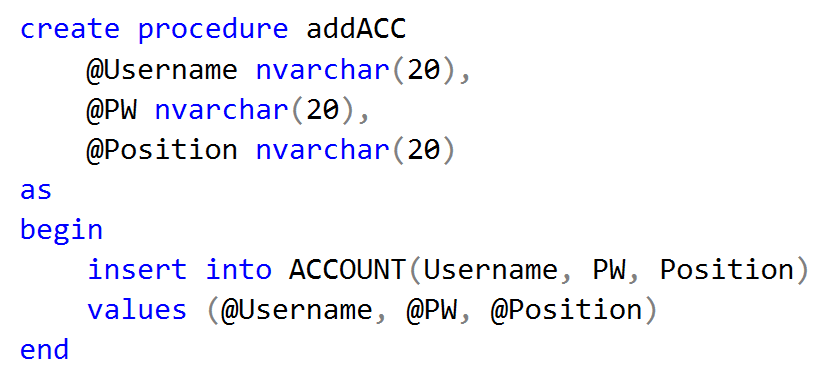 create procedure addACC
    @Username nvarchar(20),
    @PW nvarchar(20),
    @Position nvarchar(20)
as
begin
    insert into ACCOUNT(Username, PW, Position)
    values (@Username, @PW, @Position)
end